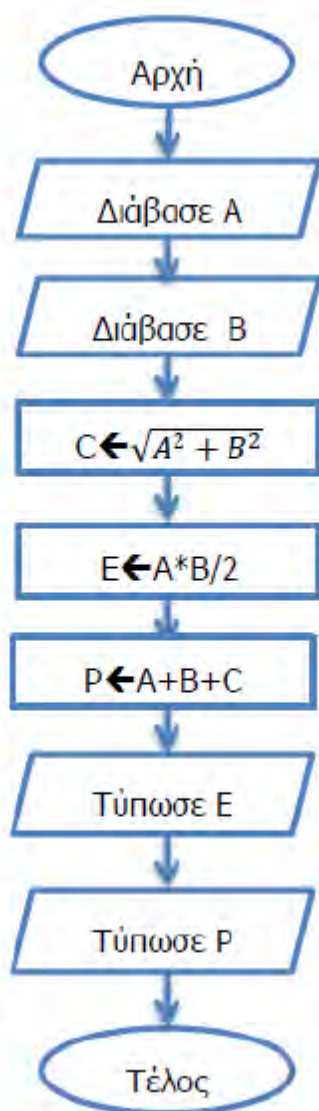 Αρχή
Διάβασε Α
Διάβασε Β
C🡸√A² + B²
E🡸A*B/2
P🡸A+B+C
Τύπωσε E
Τύπωσε P
Τέλος